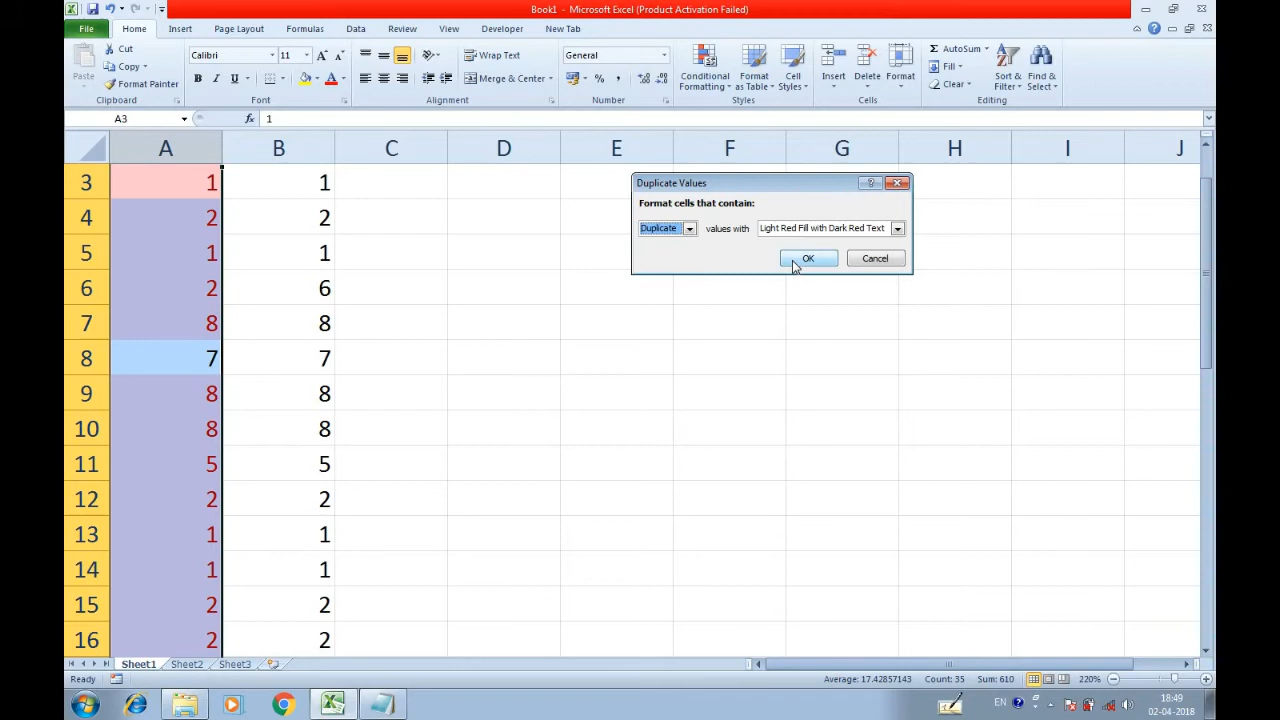 Book1 - Microsoft Excel (Product Activation Failed)
File Home Insert Page Layout Formulas Data Review View Developer New Tab
Paste
Cut
Copy
Format Painter
Clipboard
Calibri 11
B I U
Font
Wrap Text
Merge & Center
Alignment
General
Number
Conditional Formatting
Format as Table
Cell Styles
Styles
Insert
Delete
Format
Cells
AutoSum
Fill
Clear
Sort & Filter
Find & Select
Editing
A3 fx 1
A B C D E F G H I J
3 1 1
4 2 2
5 1 1
6 2 6
7 8 8
8 7 7
9 8 8
10 8 8
11 5 5
12 2 2
13 1 1
14 1 1
15 2 2
16 2 2
Duplicate Values
Format cells that contain:
Duplicate values with Light Red Fill with Dark Red Text
OK Cancel
Sheet1 Sheet2 Sheet3
Ready Average: 17.42857143 Count: 35 Sum: 610 220%
EN 18:49
02-04-2018